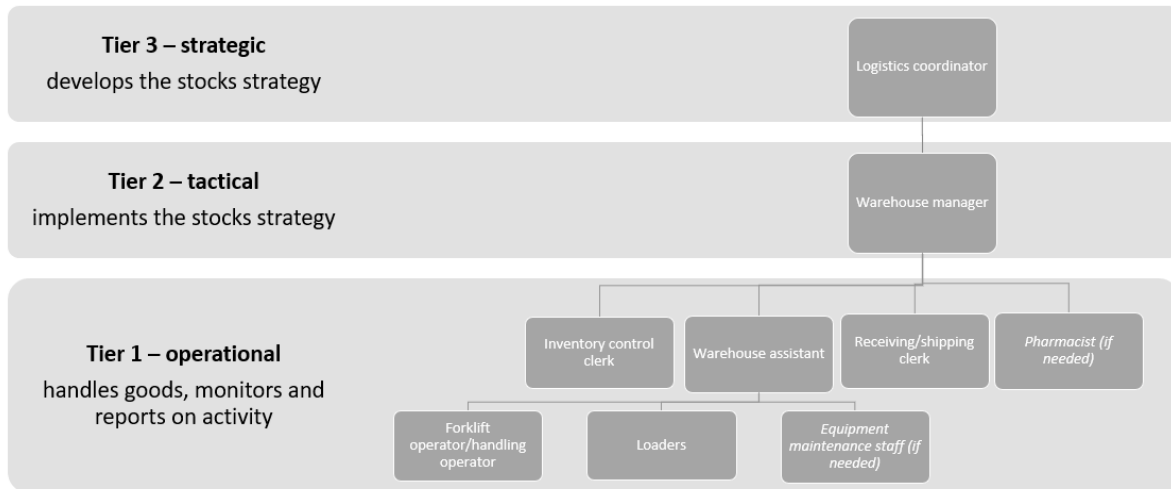 Tier 3 – strategic
develops the stocks strategy
Logistics coordinator
Tier 2 – tactical
implements the stocks strategy
Warehouse manager
Tier 1 – operational
handles goods, monitors and
reports on activity
Inventory control
clerk
Warehouse assistant
Receiving/shipping
clerk
Pharmacist (if
needed)
Forklift
operator/handling
operator
Loaders
Equipment
maintenance staff (if
needed)